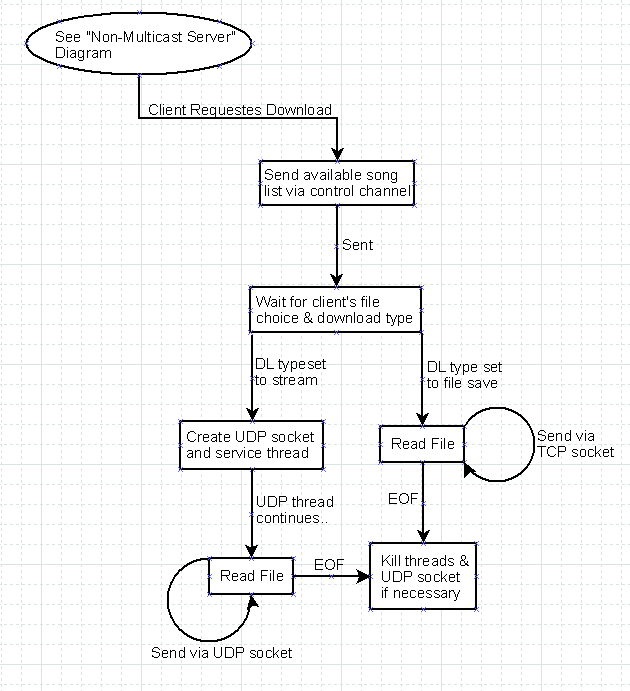 See "Non-Multicast Server"
Diagram
Client Requestes Download
Send available song
list via control channel
Sent
Wait for client's file
choice & download type
DL typeset
to stream
DL type set
to file save
Create UDP socket
and service thread
Read File
Send via
TCP socket
UDP thread
continues..
EOF
Read File
EOF
Kill threads &
UDP socket
if necessary
Send via UDP socket